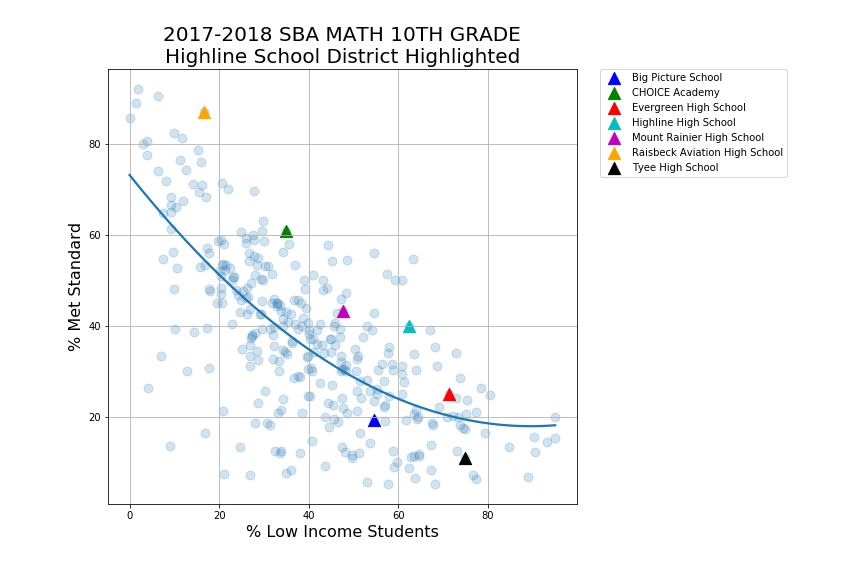 2017-2018 SBA MATH 10TH GRADE
Highline School District Highlighted
Big Picture School
CHOICE Academy
Evergreen High School
Highline High School
Mount Rainier High School
Raisbeck Aviation High School
Tyee High School
% Met Standard
80
60
40
20
0
20
40
60
80
% Low Income Students